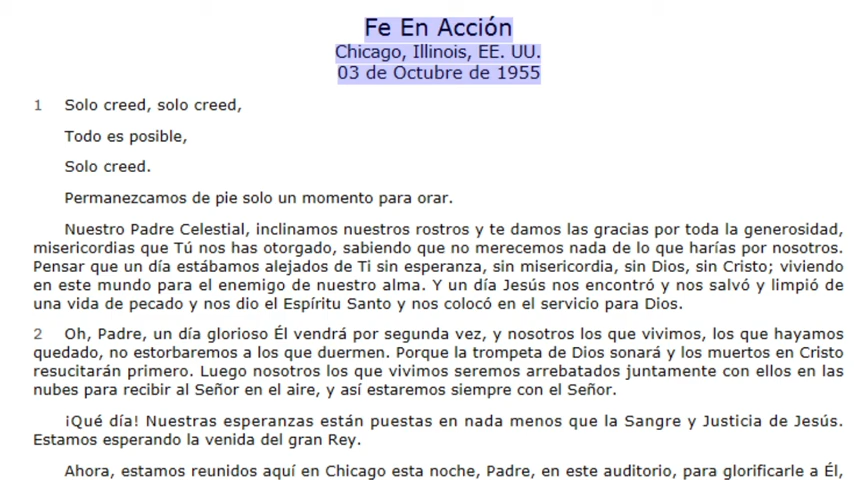 Fe En Acción
Chicago, Illinois, EE. UU.
03 de Octubre de 1955
1 Solo creed, solo creed,
Todo es posible,
Solo creed.
Permanezcamos de pie solo un momento para orar.
Nuestro Padre Celestial, inclinamos nuestros rostros y te damos las gracias por toda la generosidad,
misericordias que Tú nos has otorgado, sabiendo que no merecemos nada de lo que harías por nosotros.
Pensar que un día estábamos alejados de Ti sin esperanza, sin misericordia, sin Dios, sin Cristo; viviendo
en este mundo para el enemigo de nuestro alma. Y un día Jesús nos encontró y nos salvó y limpió de
una vida de pecado y nos dio el Espíritu Santo y nos colocó en el servicio para Dios.
2 Oh, Padre, un día glorioso Él vendrá por segunda vez, y nosotros los que vivimos, los que hayamos
quedado, no estorbaremos a los que duermen. Porque la trompeta de Dios sonará y los muertos en Cristo
resucitarán primero. Luego nosotros los que vivimos seremos arrebatados juntamente con ellos en las
nubes para recibir al Señor en el aire, y así estaremos siempre con el Señor.
¡Qué día! Nuestras esperanzas están puestas en nada menos que la Sangre y Justicia de Jesús.
Estamos esperando la venida del gran Rey.
Ahora, estamos reunidos aquí en Chicago esta noche, Padre, en este auditorio, para glorificarle a Él,